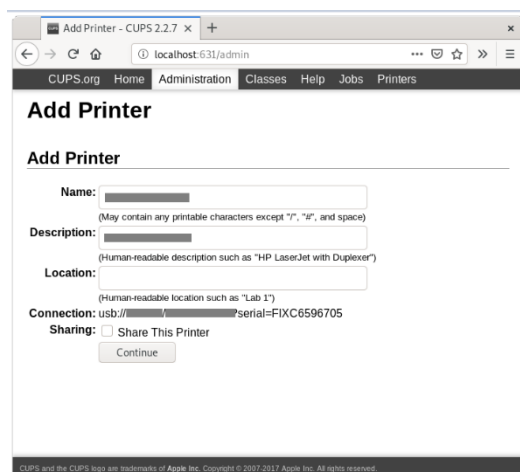 Add Printer - CUPS 2.2.7
localhost:631/admin
CUPS.org Home Administration Classes Help Jobs Printers
Add Printer
Add Printer
Name:
(May contain any printable characters except "/", "#", and space)
Description:
(Human-readable description such as "HP LaserJet with Duplexer")
Location:
(Human-readable location such as "Lab 1")
Connection: usb:// / ?serial=FIXC6596705
Sharing: Share This Printer
Continue
CUPS and the CUPS logo are trademarks of Apple Inc. Copyright © 2007-2017 Apple Inc. All rights reserved.